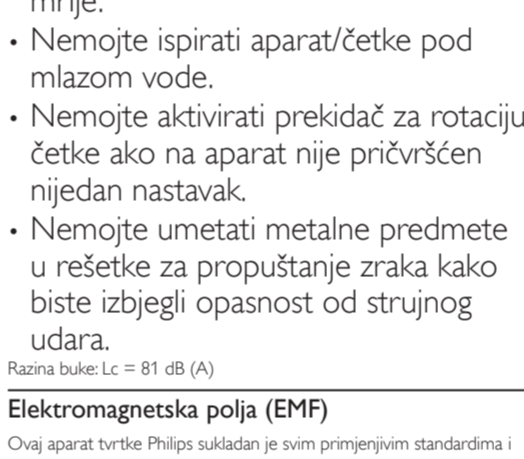 mrlje.
• Nemojte ispirati aparat/četke pod
mlazom vode.
• Nemojte aktivirati prekidač za rotaciju
četke ako na aparat nije pričvršćen
nijedan nastavak.
• Nemojte umetati metalne predmete
u rešetke za propuštanje zraka kako
biste izbjegli opasnost od strujnog
udara.
Razina buke: Lc = 81 dB (A)
Elektromagnetska polja (EMF)
Ovaj aparat tvrtke Philips sukladan je svim primjenjivim standardima i